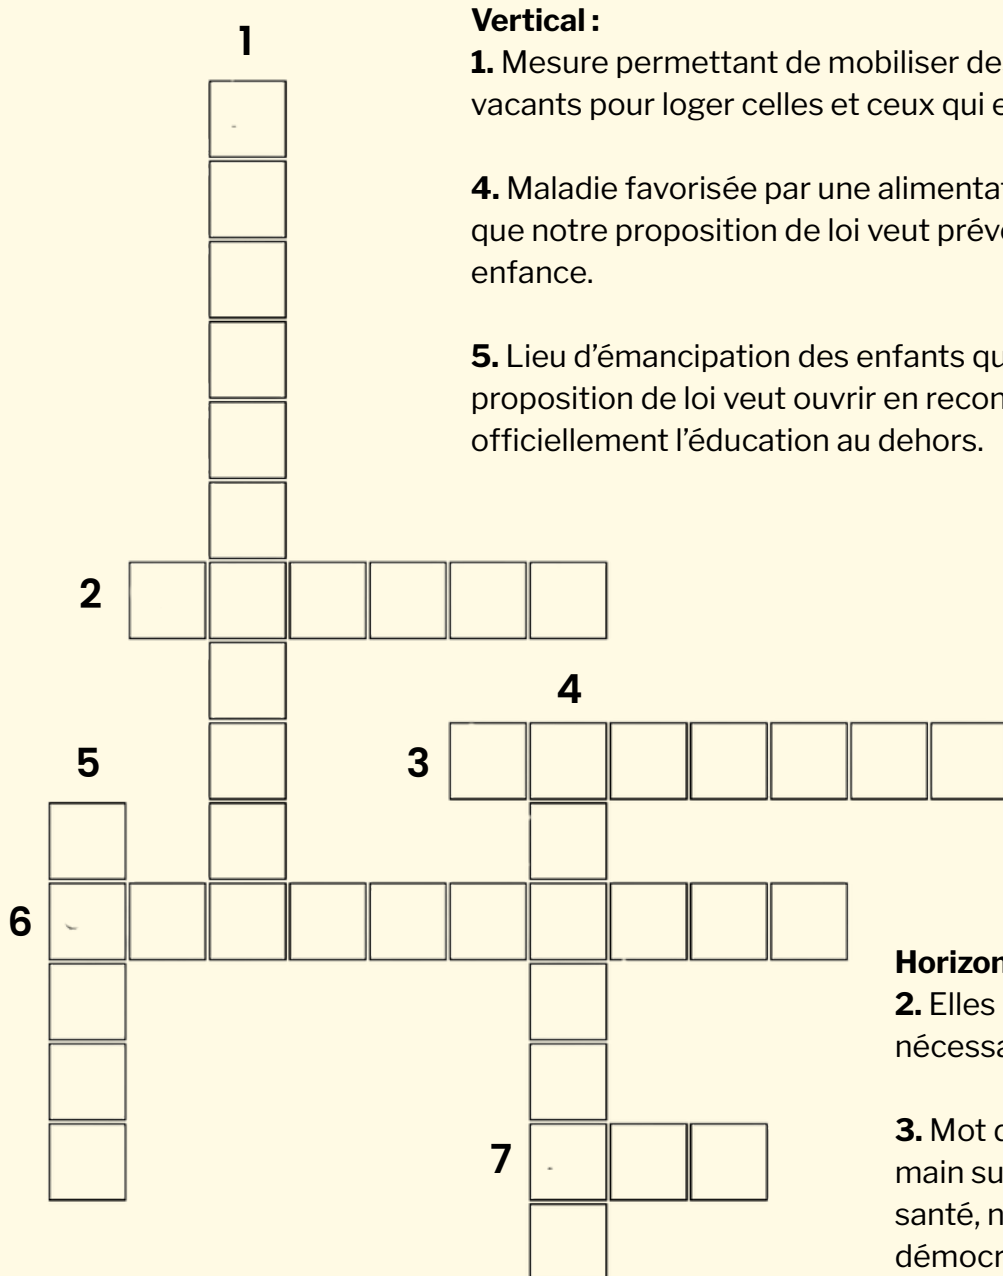 1
Vertical :
1. Mesure permettant de mobiliser de
vacants pour loger celles et ceux qui e
4. Maladie favorisée par une alimenta
que notre proposition de loi veut préve
enfance.
5. Lieu d’émancipation des enfants qu
proposition de loi veut ouvrir en recon
officiellement l’éducation au dehors.
2
4
5
3
6
7
Horizon
2. Elles
nécessa
3. Mot d
main su
santé, n
démocr